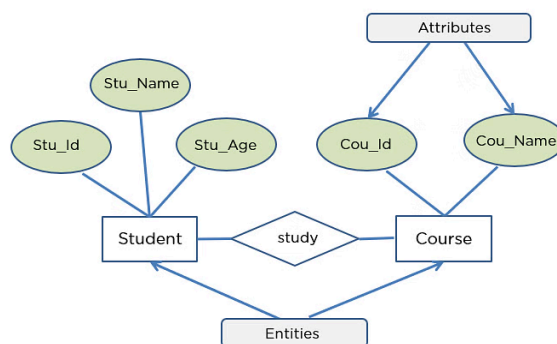 Attributes
Stu_Name
Stu_Id
Stu_Age
Cou_Id
Cou_Name
Student
study
Course
Entities